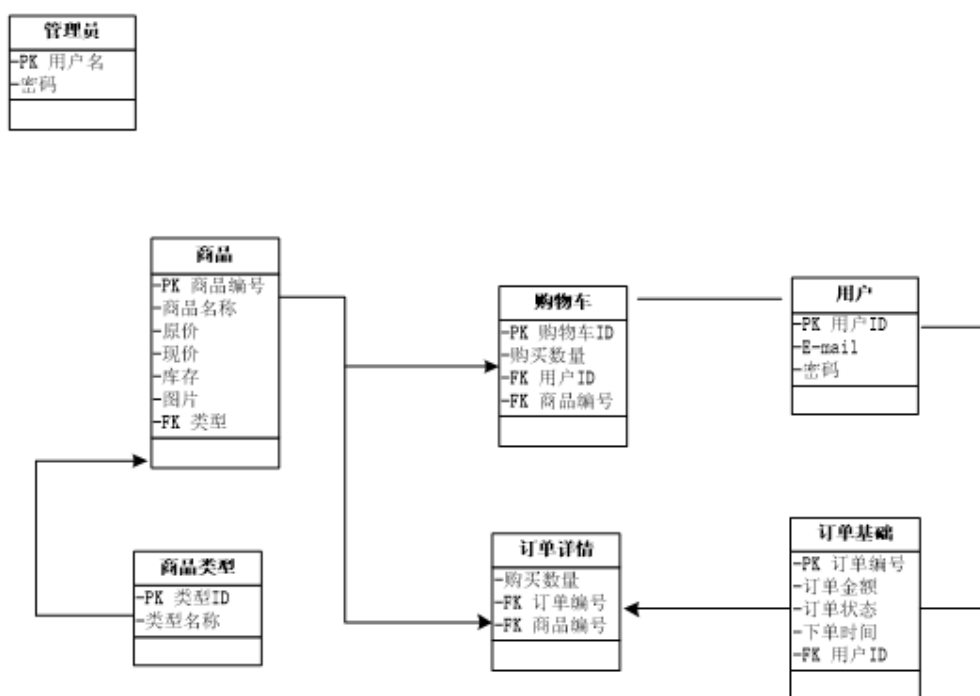 管理员
-PK 用户名
-密码
商品
-PK 商品编号
-商品名称
-原价
-现价
-库存
-图片
-FK 类型
购物车
-PK 购物车ID
-购买数量
-FK 用户ID
-FK 商品编号
用户
-PK 用户ID
-E-mail
-密码
商品类型
-PK 类型ID
-类型名称
订单详情
-购买数量
-FK 订单编号
-FK 商品编号
订单基础
-PK 订单编号
-订单金额
-订单状态
-下单时间
-FK 用户ID